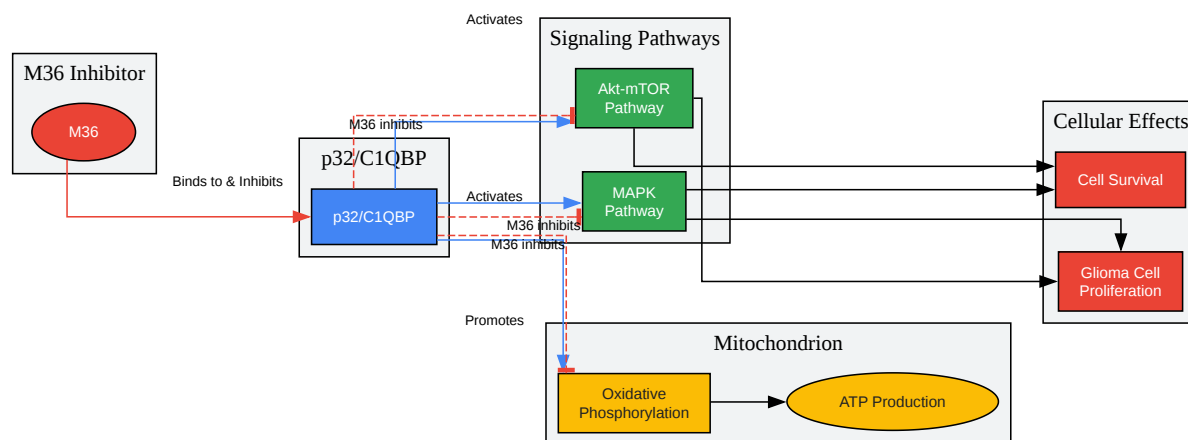 Activates
Signaling Pathways
M36 Inhibitor
Akt-mTOR
Pathway
M36
M36 inhibits
Cellular Effects
p32/C1QBP
Binds to & Inhibits
Cell Survival
MAPK
Pathway
Activates
p32/C1QBP
M36 inhibits
M36 inhibits
Glioma Cell
Proliferation
Promotes
Mitochondrion
Oxidative
Phosphorylation
ATP Production